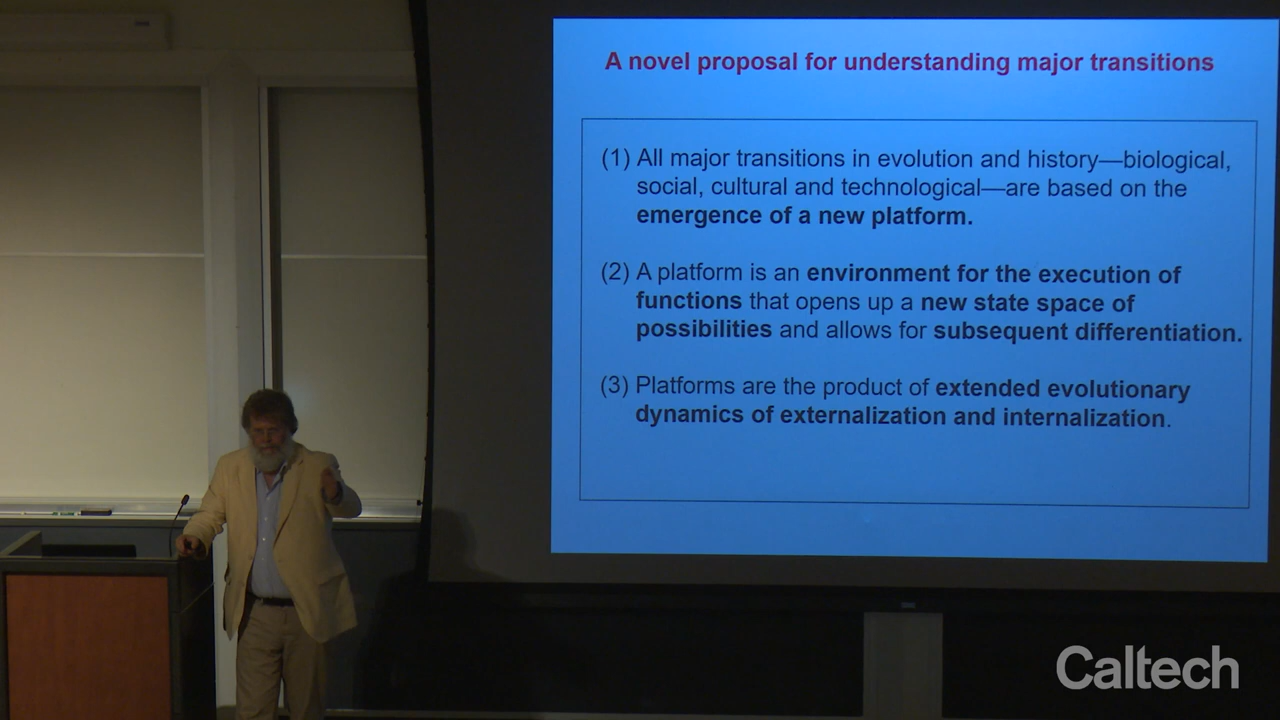 A novel proposal for understanding major transitions
(1) All major transitions in evolution and history—biological,
social, cultural and technological—are based on the
emergence of a new platform.
(2) A platform is an environment for the execution of
functions that opens up a new state space of
possibilities and allows for subsequent differentiation.
(3) Platforms are the product of extended evolutionary
dynamics of externalization and internalization.
Caltech